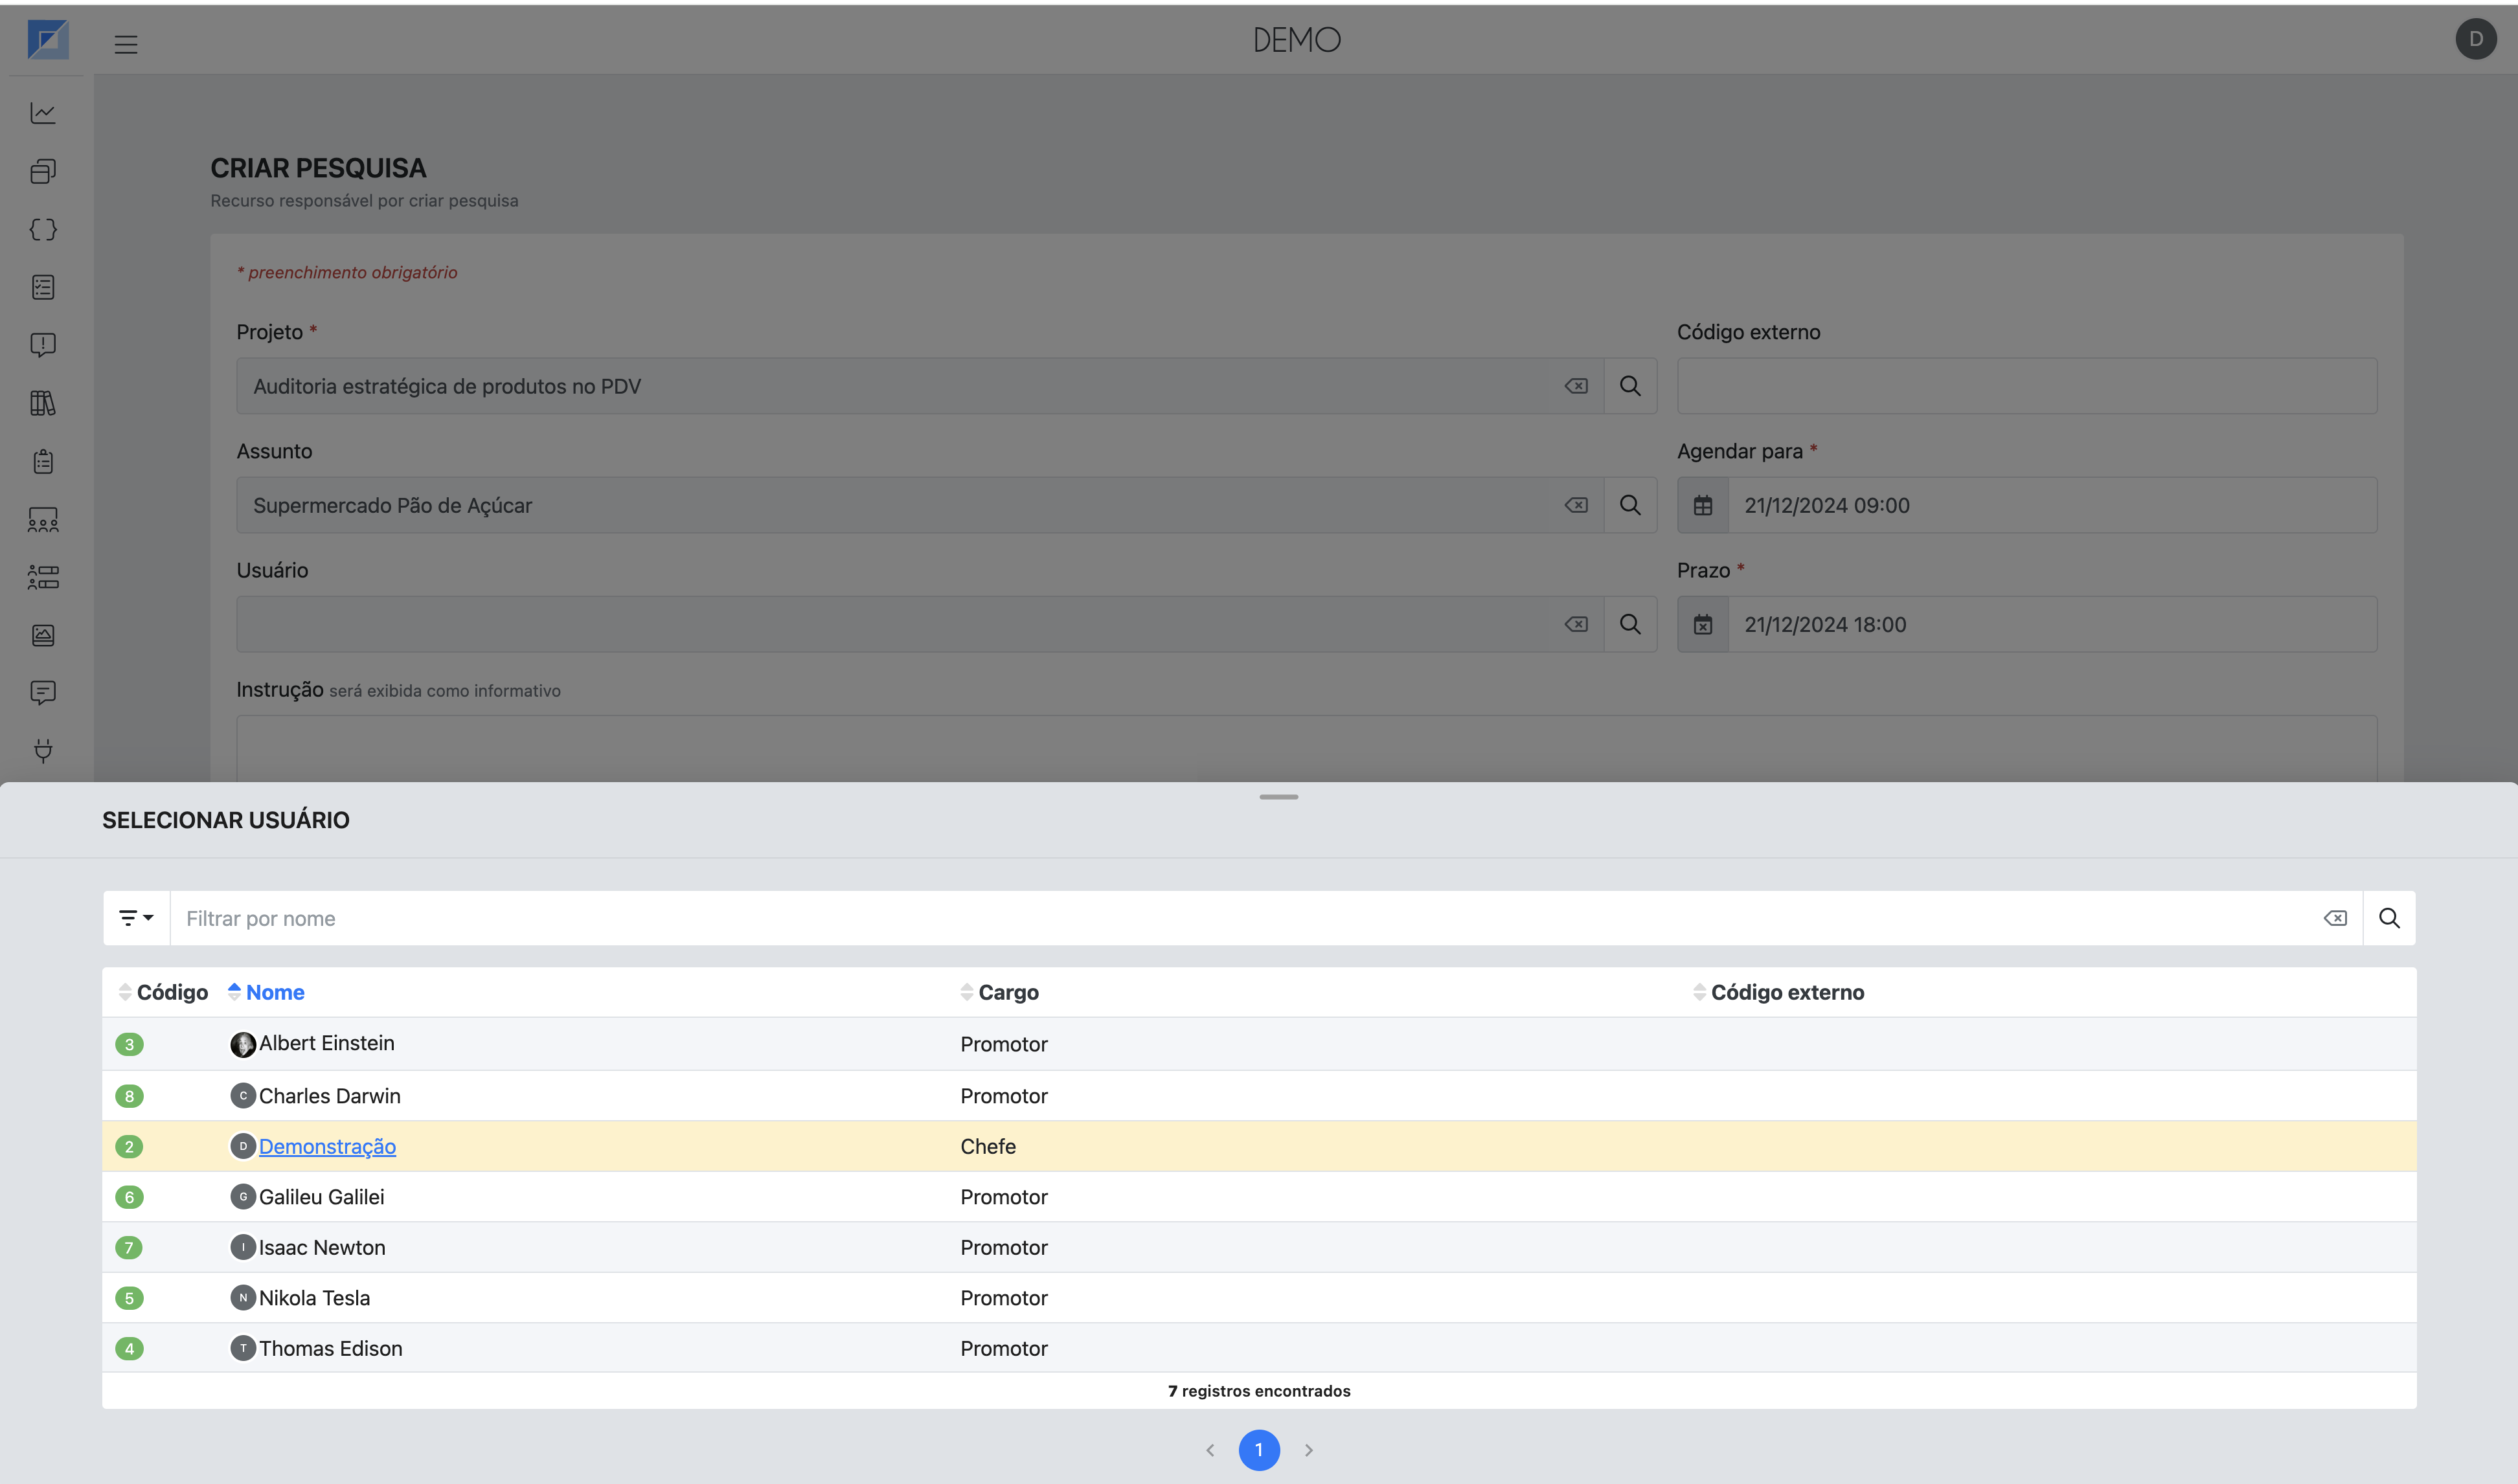 DEMO
D
CRIAR PESQUISA
Recurso responsável por criar pesquisa
* preenchimento obrigatório
Projeto *
Código externo
Auditoria estratégica de produtos no PDV
Assunto
Agendar para *
Supermercado Pão de Açúcar
21/12/2024 09:00
Usuário
Prazo *
21/12/2024 18:00
Instrução será exibida como informativo
SELECIONAR USUÁRIO
Filtrar por nome
Código Nome Cargo Código externo
3 Albert Einstein Promotor
8 C Charles Darwin Promotor
2 D Demonstração Chefe
6 G Galileu Galilei Promotor
7 I Isaac Newton Promotor
5 N Nikola Tesla Promotor
4 T Thomas Edison Promotor
7 registros encontrados
1